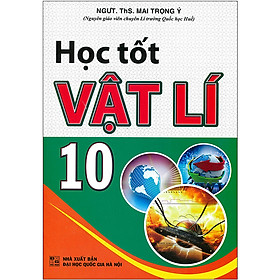 NGƯT. ThS. MAI TRỌNG Ý
(Nguyên giáo viên chuyên Lí trường Quốc học Huế)
Học tốt
VẬT LÍ
10
NHÀ XUẤT BẢN
ĐẠI HỌC QUỐC GIA HÀ NỘI